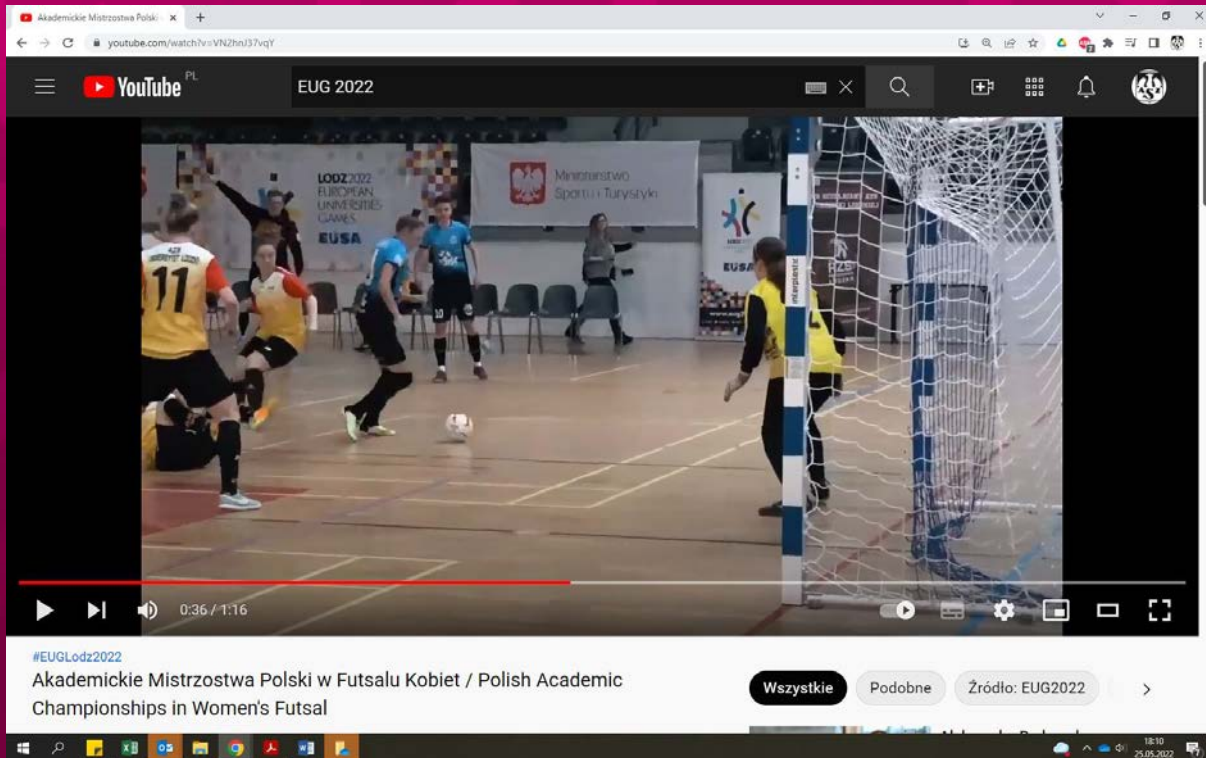 Akademickie Mistrzostwa Polski
youtube.com/watch?v=VNZhnJ37vqY
YouTube PL
EUG 2022
LODZ 2022
EUROPEAN
UNIVERSITIES
GAMES
EUSA
Ministerstwo
Sportu i Turystyki
EUSA
11
10
interplastic
0:36 / 1:16
#EUGLodz2022
Akademickie Mistrzostwa Polski w Futsalu Kobiet / Polish Academic
Championships in Women's Futsal
Wszystkie
Podobne
Źródło: EUG2022
18:10
25.05.2022